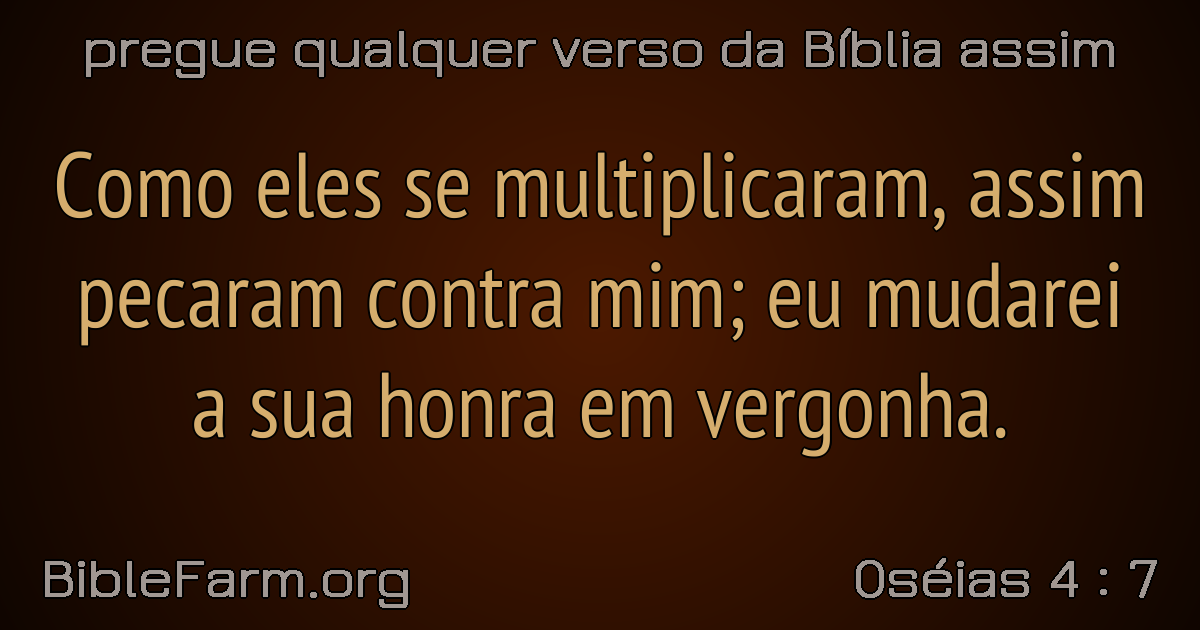 pregue qualquer verso da Bíblia assim
Como eles se multiplicaram, assim
pecaram contra mim; eu mudarei
a sua honra em vergonha.
BibleFarm.org
Oséias 4 : 7